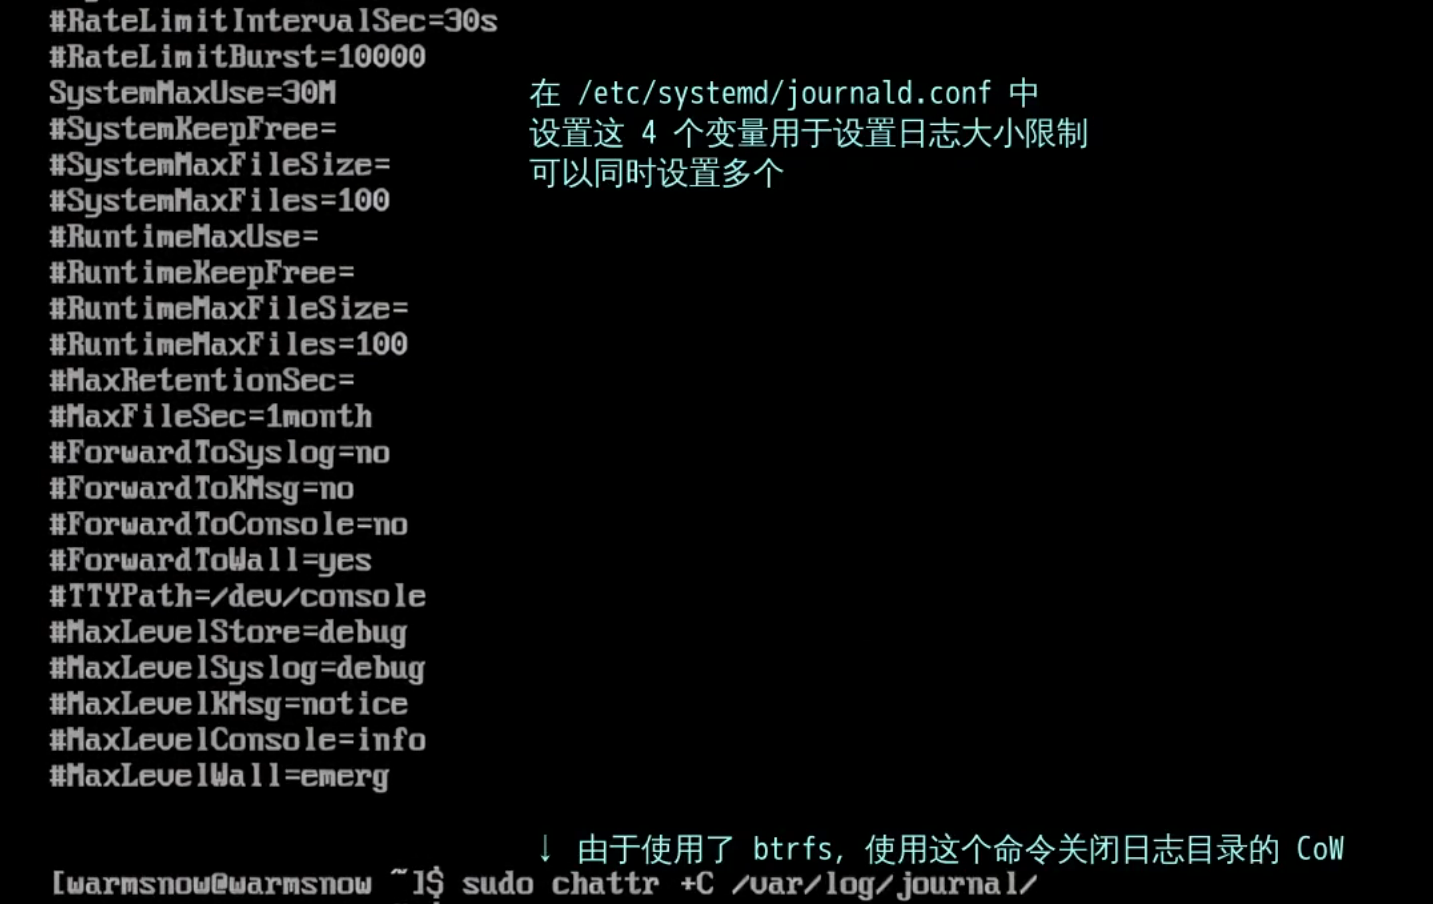 #RateLimitIntervalSec=30s
#RateLimitBurst=10000
SystemMaxUse=30M
在 /etc/systemd/journald.conf 中
#SystemKeepFree=
设置这 4 个变量用于设置日志大小限制
#SystemMaxFileSize=
可以同时设置多个
#SystemMaxFiles=100
#RuntimeMaxUse=
#RuntimeKeepFree=
#RuntimeMaxFileSize=
#RuntimeMaxFiles=100
#MaxRetentionSec=
#MaxFileSec=1month
#ForwardToSyslog=no
#ForwardToKMsg=no
#ForwardToConsole=no
#ForwardToWall=yes
#TTYPath=/dev/console
#MaxLevelStore=debug
#MaxLevelSyslog=debug
#MaxLevelKMsg=notice
#MaxLevelConsole=info
#MaxLevelWall=emerg
↓ 由于使用了 btrfs, 使用这个命令关闭日志目录的 CoW
[warmsnow@warmsnow ~]$ sudo chattr +C /var/log/journal/